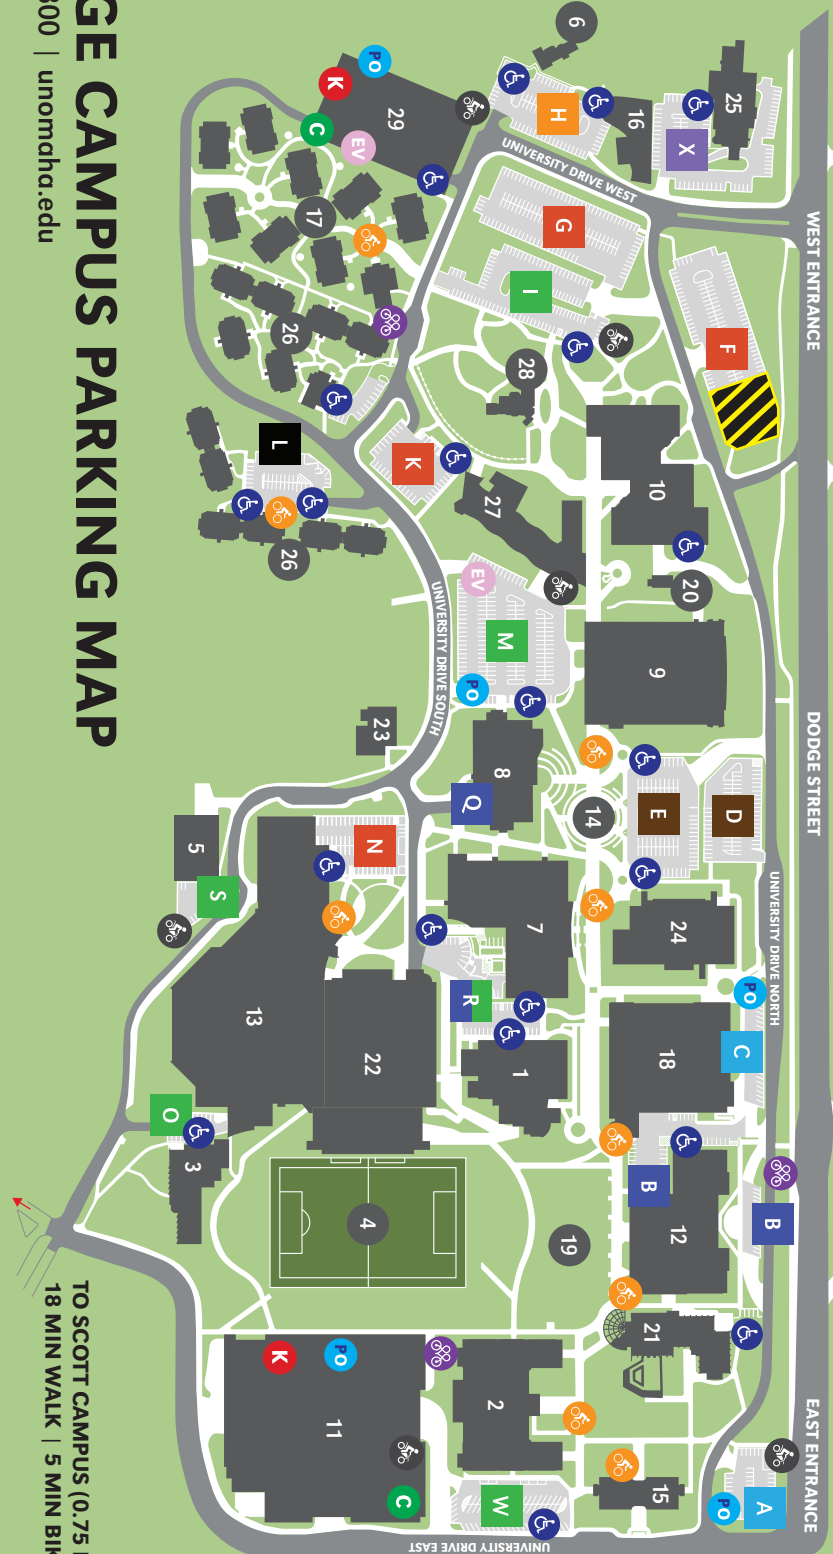 GE CAMPUS PARKING MAP
800 | unomaha.edu
WEST ENTRANCE
DODGE STREET
EAST ENTRANCE
UNIVERSITY DRIVE WEST
UNIVERSITY DRIVE NORTH
UNIVERSITY DRIVE SOUTH
UNIVERSITY DRIVE EAST
6
25
16
X
H
PO
K
29
C
EV
G
17
I
F
26
28
L
K
10
27
26
20
EV
M
9
PO
23
8
Q
14
E
D
5
N
S
7
24
PO
R
13
22
1
18
C
O
3
B
B
4
19
12
21
K
PO
2
11
C
W
15
A
PO
TO SCOTT CAMPUS (0.75
18 MIN WALK | 5 MIN BIK